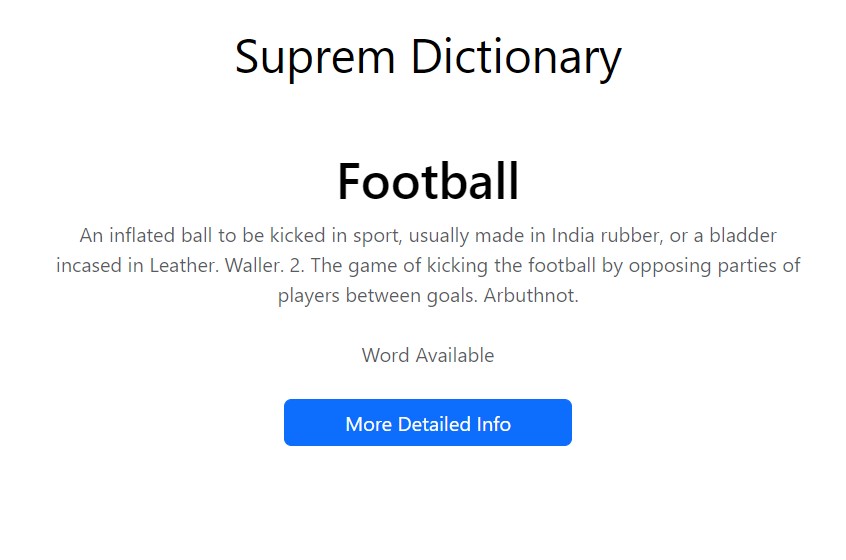 Suprem Dictionary
Football
An inflated ball to be kicked in sport, usually made in India rubber, or a bladder
incased in Leather. Waller. 2. The game of kicking the football by opposing parties of
players between goals. Arbuthnot.
Word Available
More Detailed Info